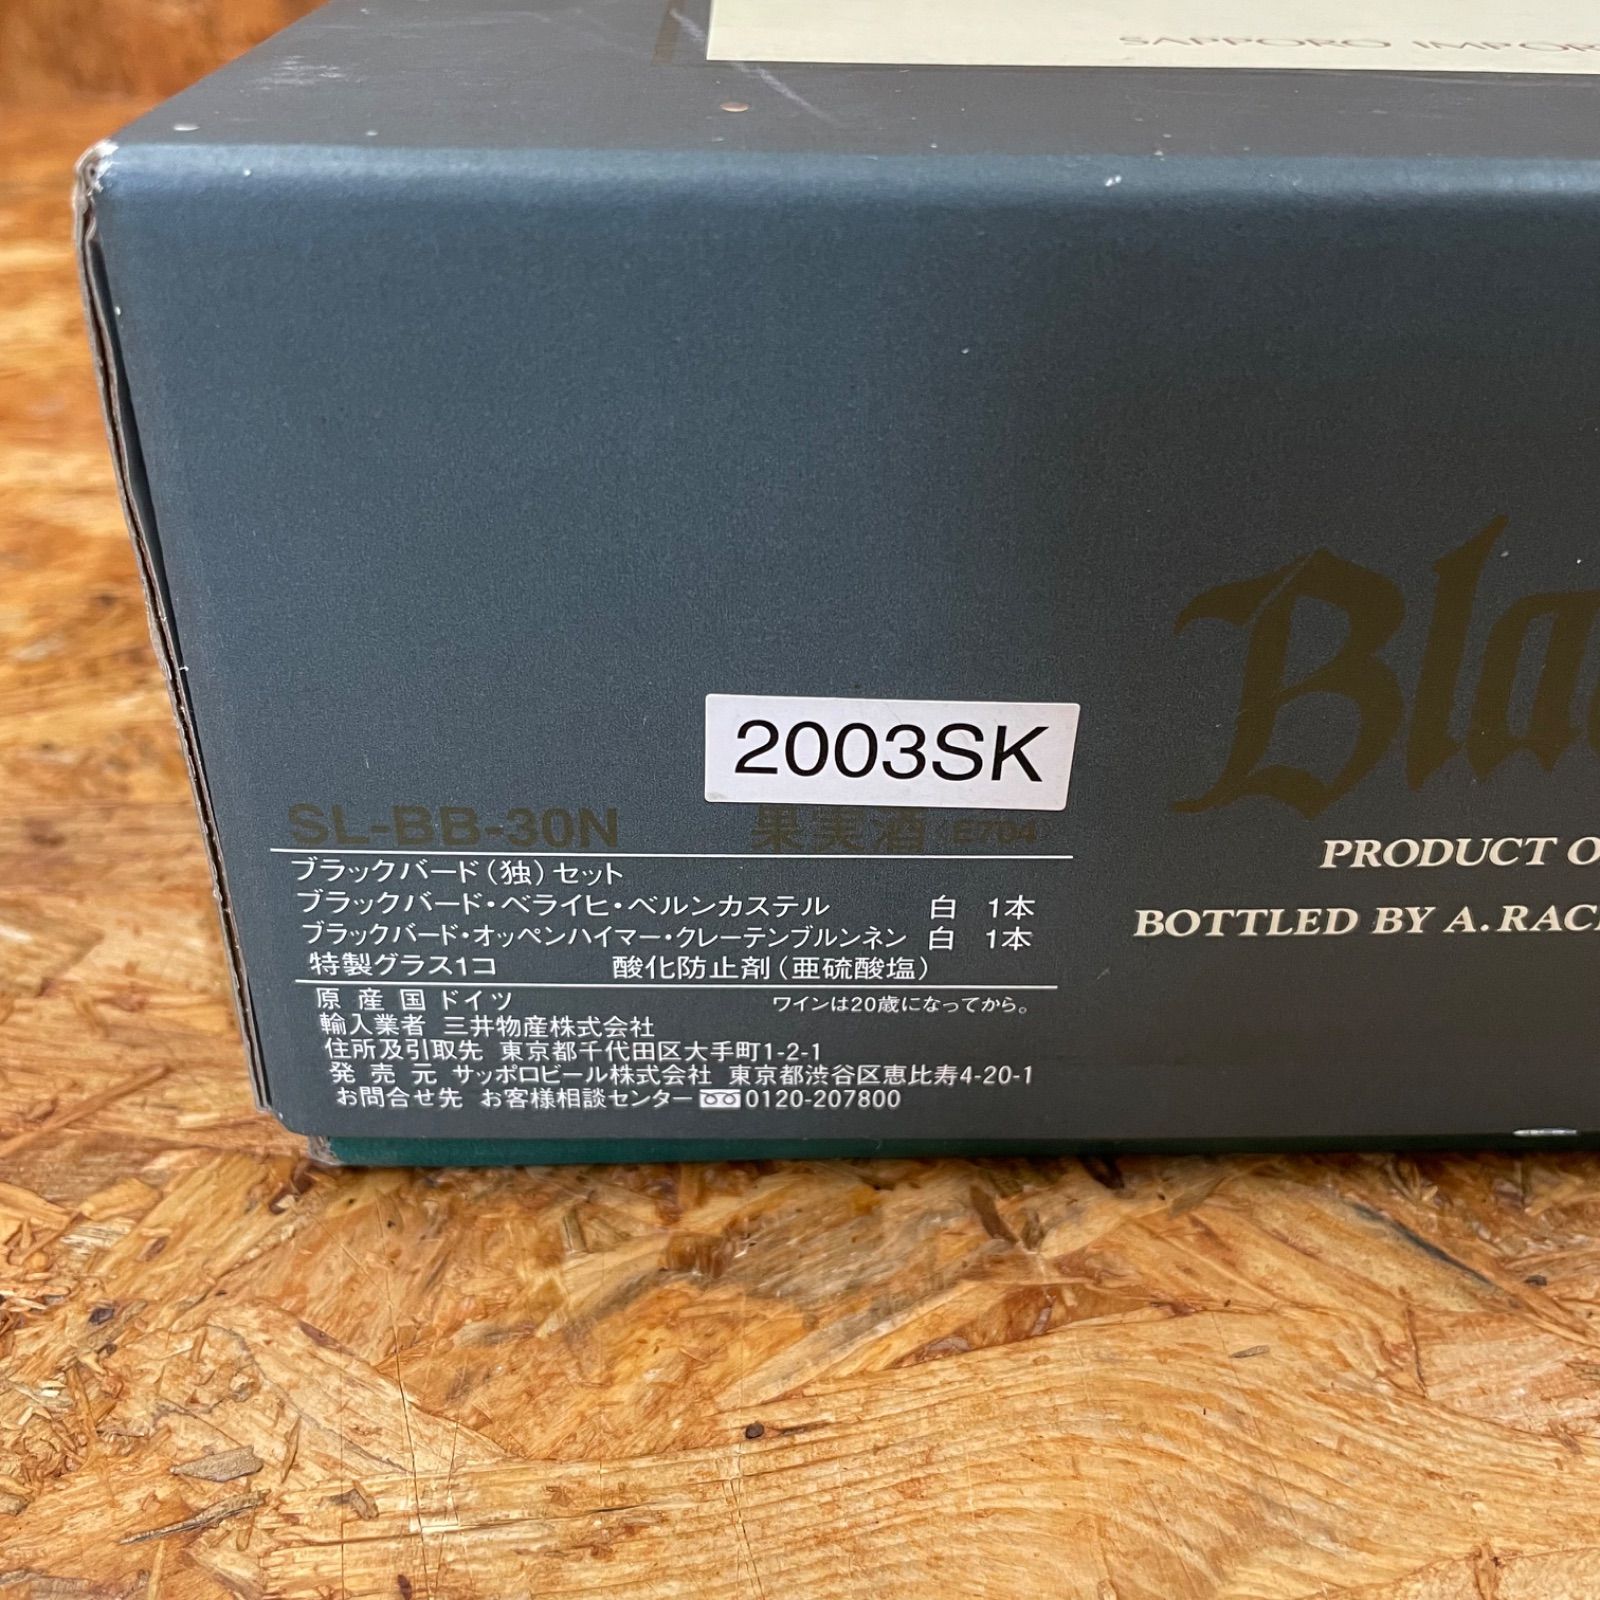 SAPPORO IMPOR
2003SK
SL-BB-30N 果実酒 (E704)
ブラックバード(独)セット
ブラックバード・ベライヒ・ベルンカステル 白 1本
ブラックバード・オッペンハイマー・クレーテンブルンネン 白 1本
特製グラス1コ 酸化防止剤(亜硫酸塩)
原産国 ドイツ ワインは20歳になってから。
輸入業者 三井物産株式会社
住所及引取先 東京都千代田区大手町1-2-1
発売元 サッポロビール株式会社 東京都渋谷区恵比寿4-20-1
お問合せ先 お客様相談センター 0120-207800
Bla
PRODUCT O
BOTTLED BY A.RAC